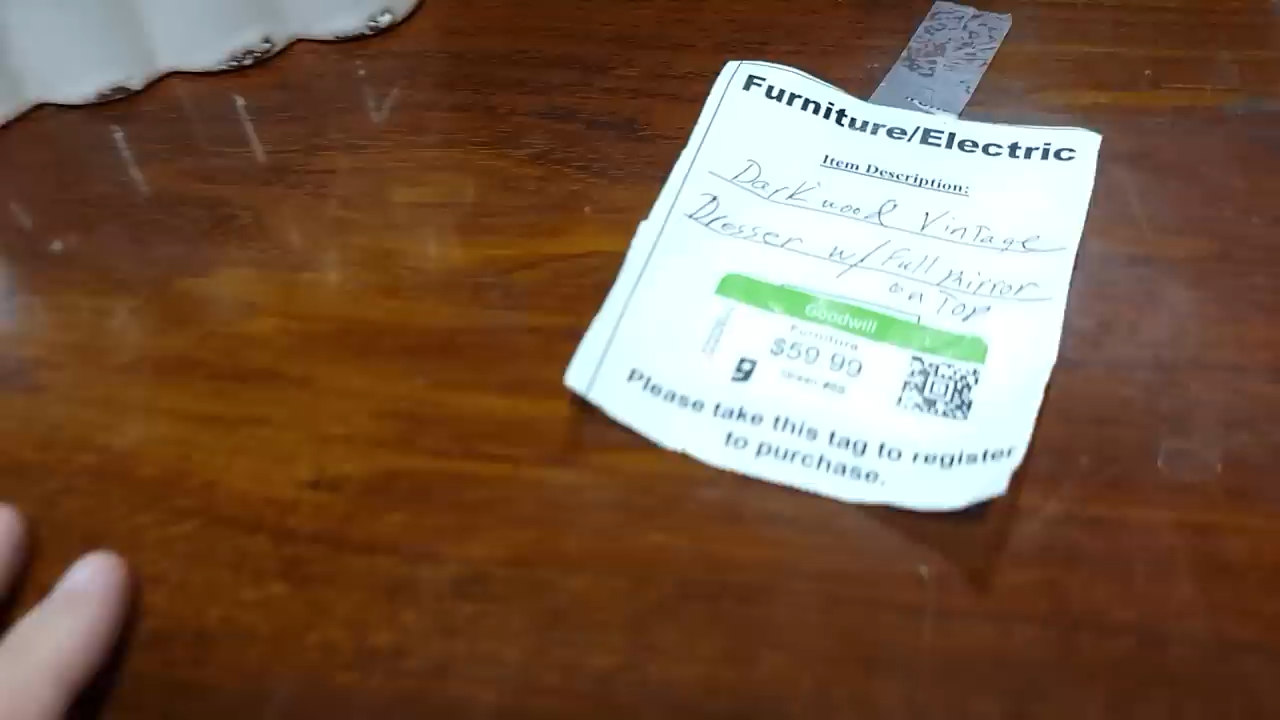 Furniture/Electric
Item Description:
Dark wood Vintage
Dresser w/ full mirror
on Top
Goodwill
Furniture
$59.99
g
Please take this tag to register
to purchase.